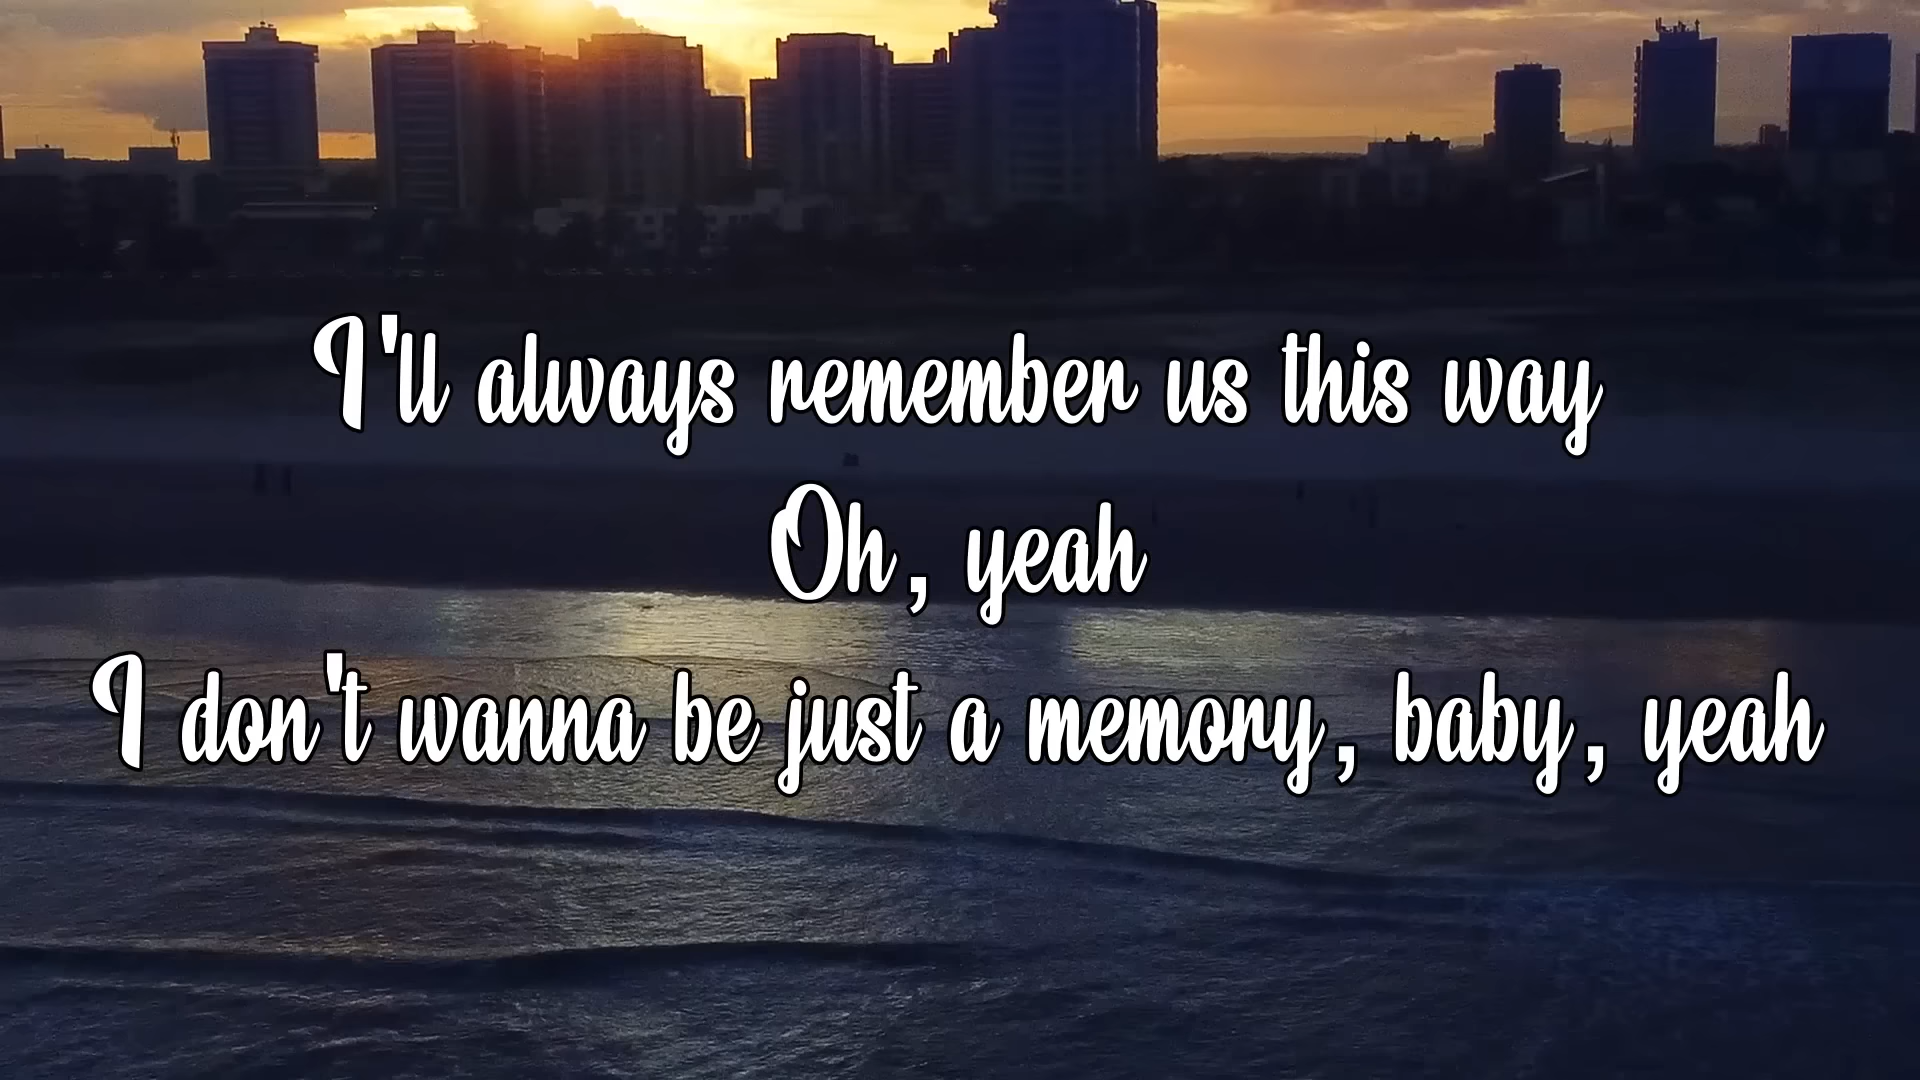 I'll always remember us this way
Oh, yeah
I don't wanna be just a memory, baby, yeah